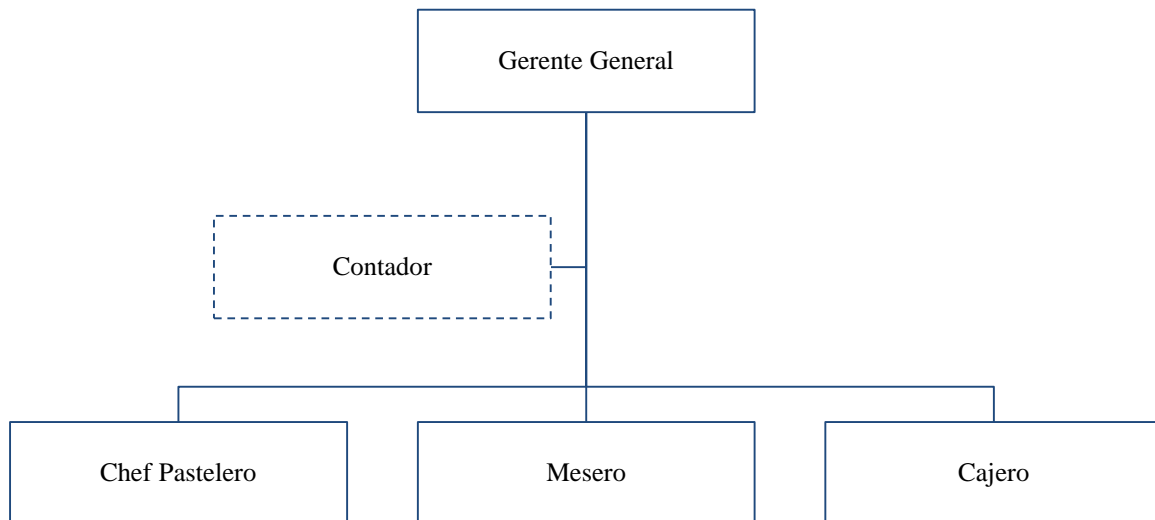 Gerente General
Contador
Chef Pastelero
Mesero
Cajero